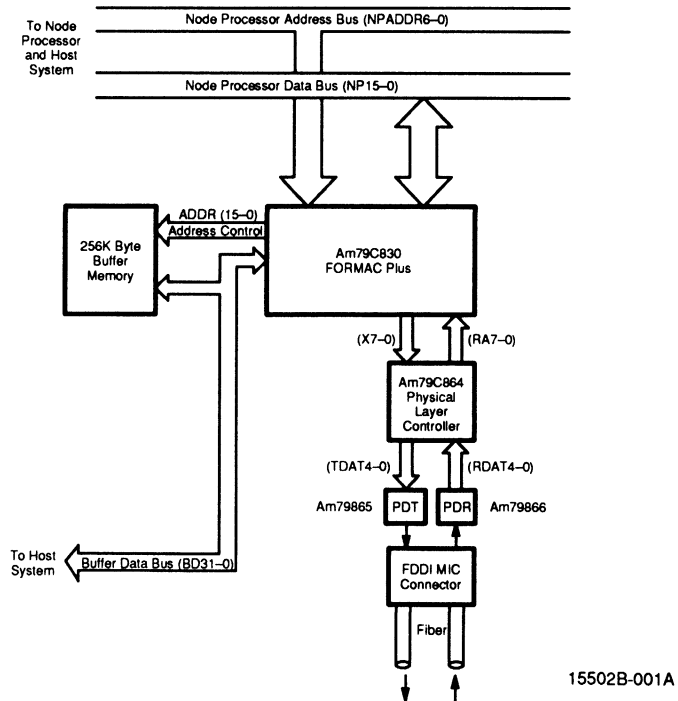 Node Processor Address Bus (NPADDR6–0)
To Node
Processor
and Host
System
Node Processor Data Bus (NP15–0)
ADDR (15–0)
Address Control
256K Byte
Buffer
Memory
Am79C830
FORMAC Plus
(X7-0)
(RA7-0)
Am79C864
Physical
Layer
Controller
(TDAT4–0)
(RDAT4–0)
Am79865
PDT
PDR
Am79866
To Host
System
Buffer Data Bus (BD31–0)
FDDI MIC
Connector
Fiber
15502B-001A